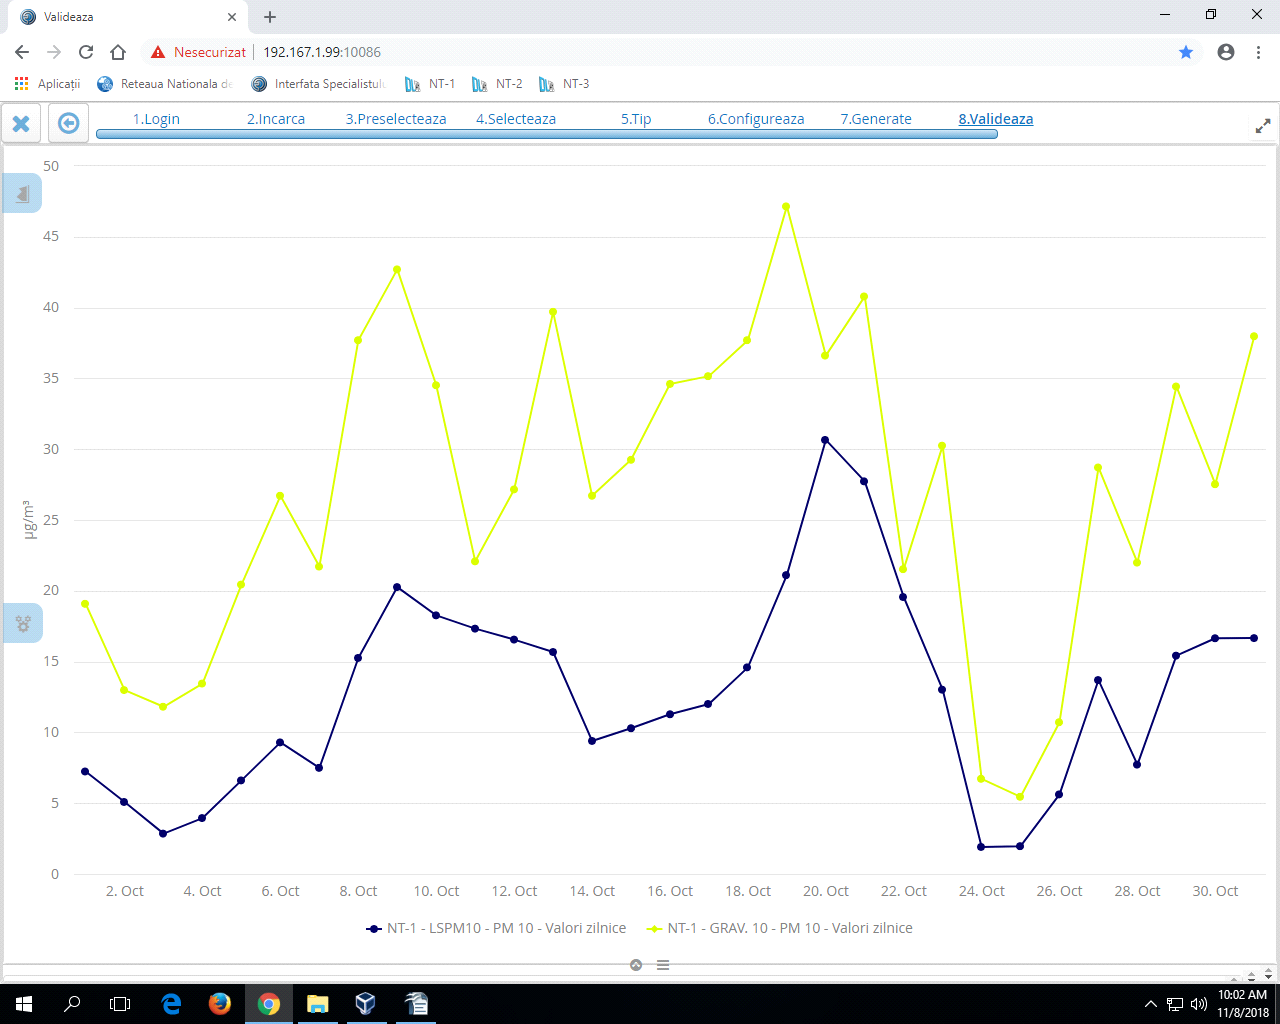 Valideaza
Nesecurizat
192.167.1.99:10086
Aplicații
Reteaua Nationala de
Interfata Specialistulu
NT-1
NT-2
NT-3
1.Login
2.Incarca
3.Preselecteaza
4.Selecteaza
5.Tip
6.Configureaza
7.Generate
8.Valideaza
50
45
40
35
30
25
20
15
10
5
0
µg/m³
2. Oct
4. Oct
6. Oct
8. Oct
10. Oct
12. Oct
14. Oct
16. Oct
18. Oct
20. Oct
22. Oct
24. Oct
26. Oct
28. Oct
30. Oct
NT-1 - LSPM10 - PM 10 - Valori zilnice
NT-1 - GRAV. 10 - PM 10 - Valori zilnice
10:02 AM
11/8/2018